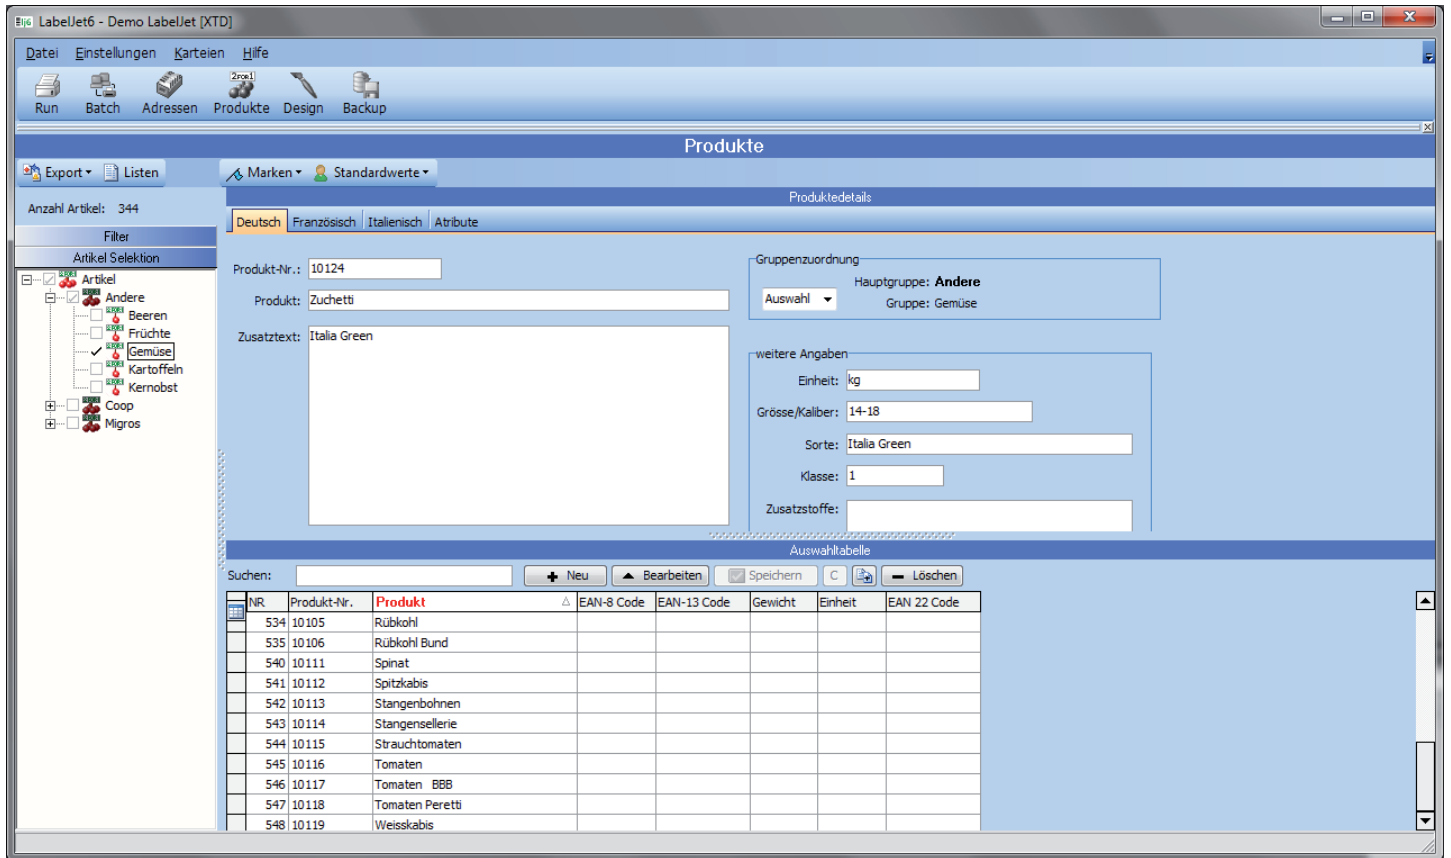 LabelJet6 - Demo LabelJet [XTD]
Datei Einstellungen Karteien Hilfe
2FOR1
Run Batch Adressen Produkte Design Backup
Produkte
Export Listen Marken Standardwerte
Produktedetails
Anzahl Artikel: 344
Deutsch Französisch Italienisch Atribute
Filter
Artikel Selektion
Artikel
Andere
Beeren
Früchte
Gemüse
Kartoffeln
Kernobst
Coop
Migros
Produkt-Nr.: 10124
Produkt: Zuchetti
Zusatztext: Italia Green
Gruppenzuordnung
Hauptgruppe: Andere
Auswahl
Gruppe: Gemüse
weitere Angaben
Einheit: kg
Grösse/Kaliber: 14-18
Sorte: Italia Green
Klasse: 1
Zusatzstoffe:
Auswahltabelle
Suchen: Neu Bearbeiten Speichern C Löschen
NR Produkt-Nr. Produkt EAN-8 Code EAN-13 Code Gewicht Einheit EAN 22 Code
534 10105 Rübkohl
535 10106 Rübkohl Bund
540 10111 Spinat
541 10112 Spitzkabis
542 10113 Stangenbohnen
543 10114 Stangensellerie
544 10115 Strauchtomaten
545 10116 Tomaten
546 10117 Tomaten BBB
547 10118 Tomaten Peretti
548 10119 Weisskabis